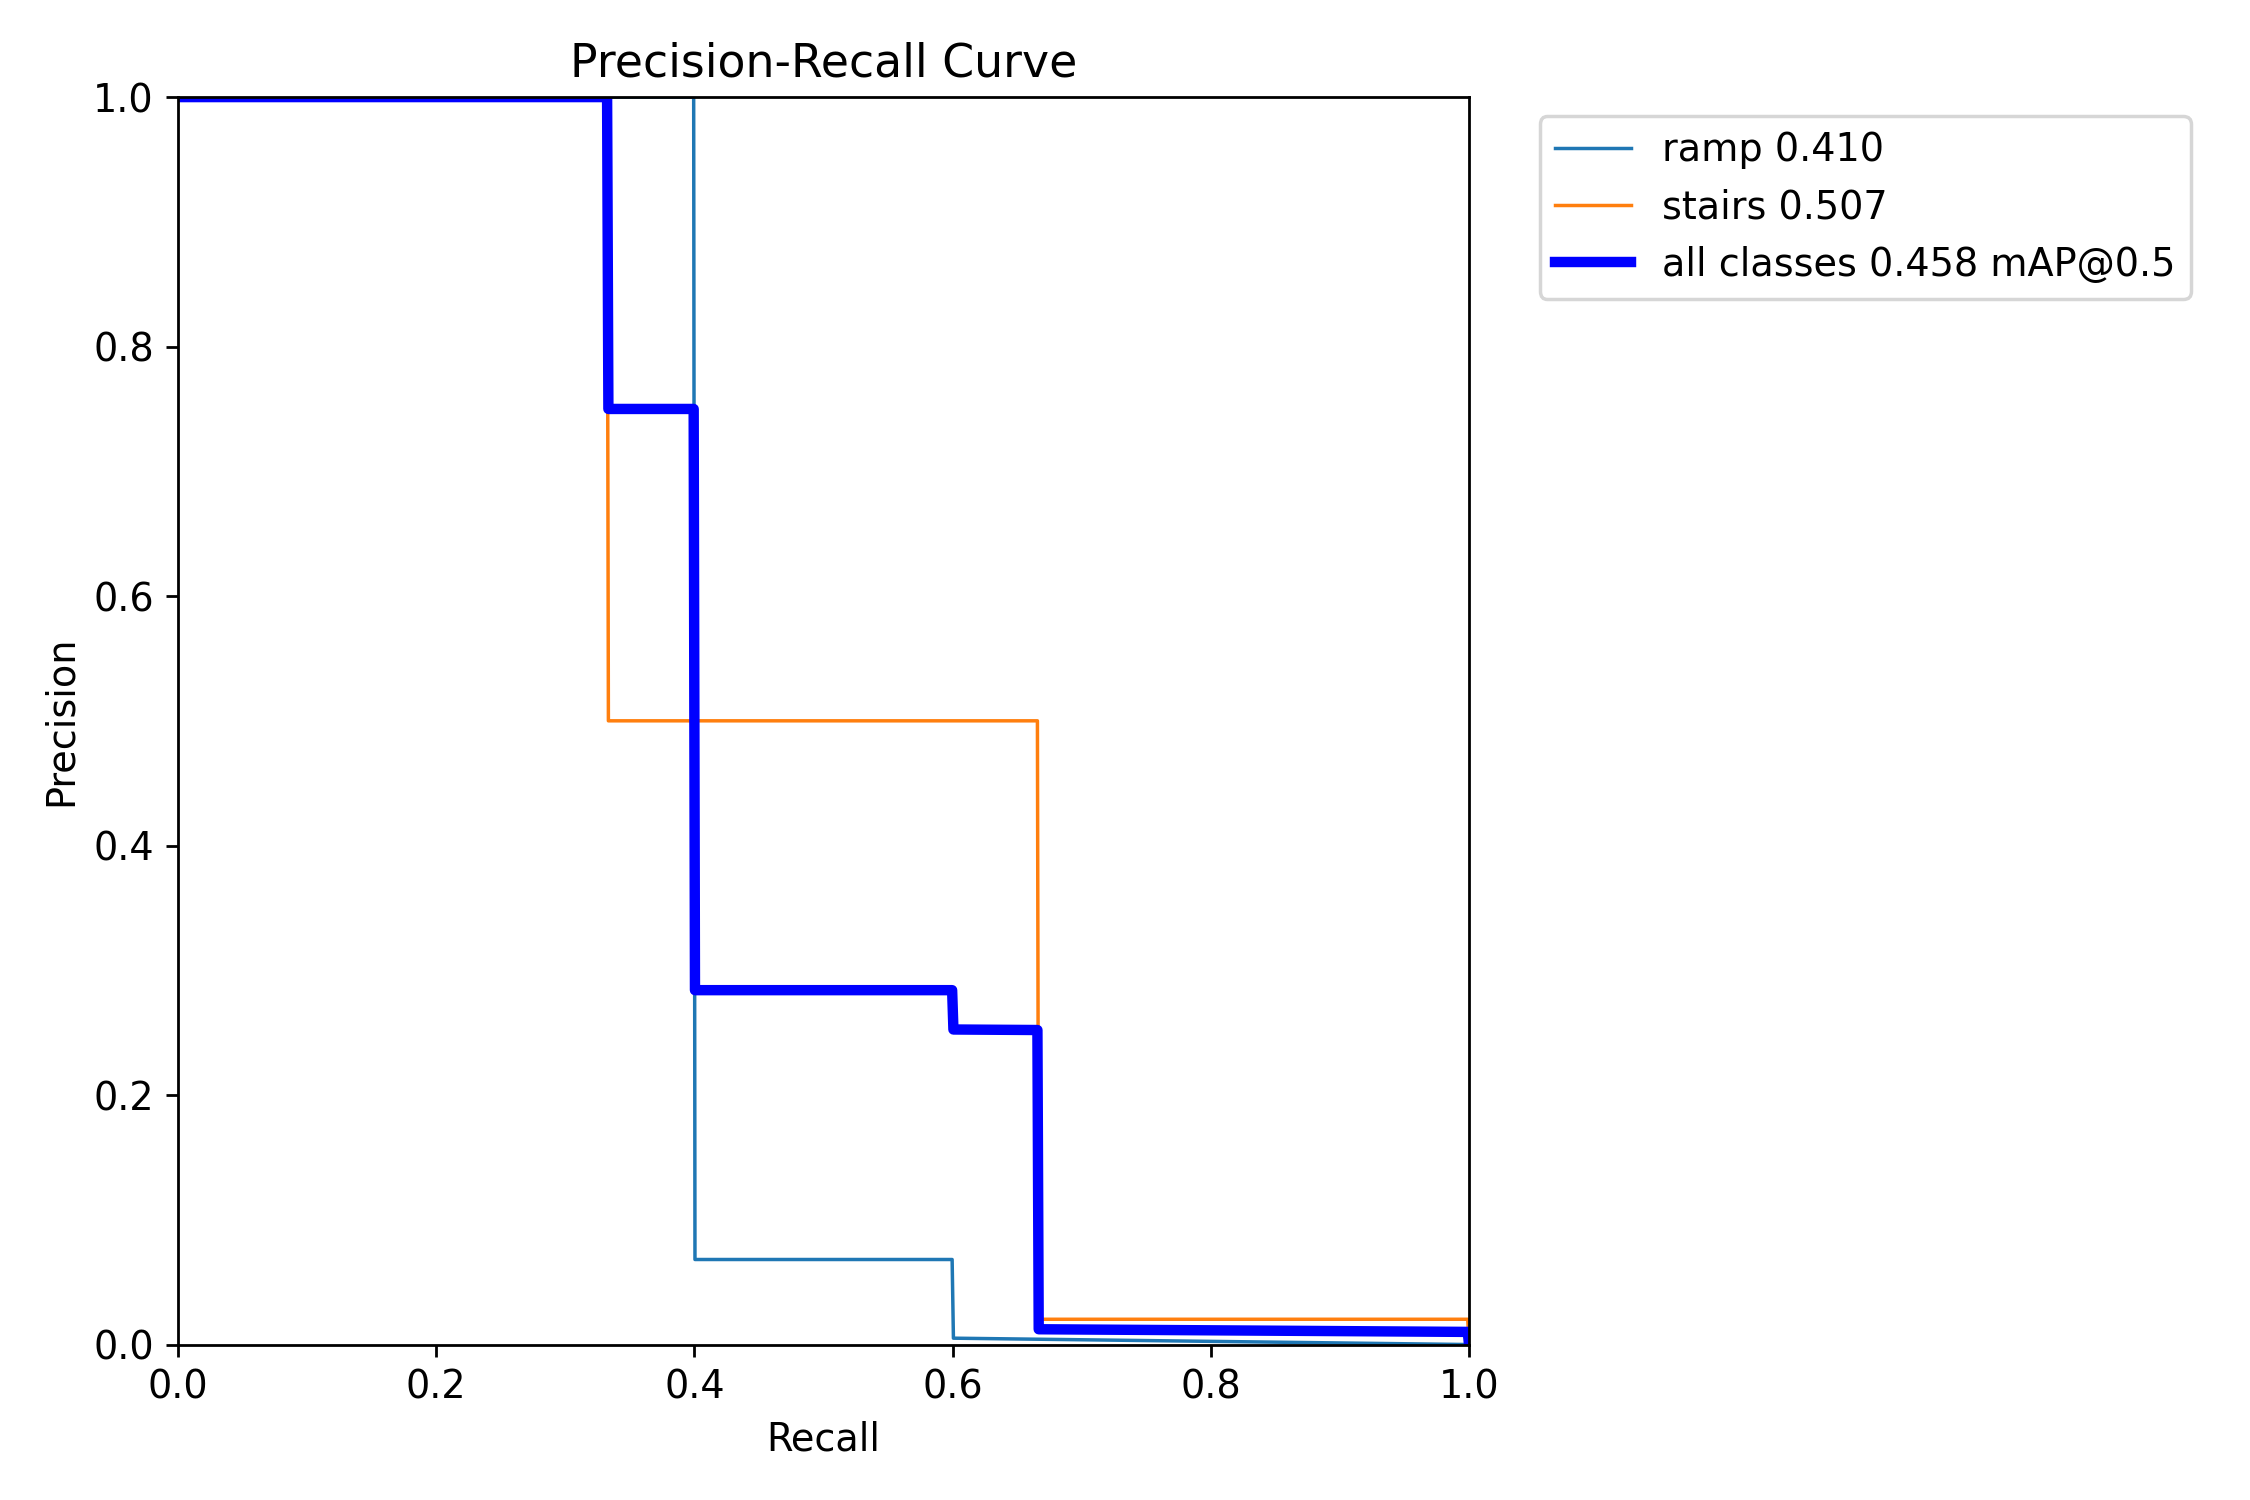 Precision-Recall Curve
1.0
0.8
0.6
0.4
0.2
0.0
Precision
0.0 0.2 0.4 0.6 0.8 1.0
Recall
ramp 0.410
stairs 0.507
all classes 0.458 mAP@0.5